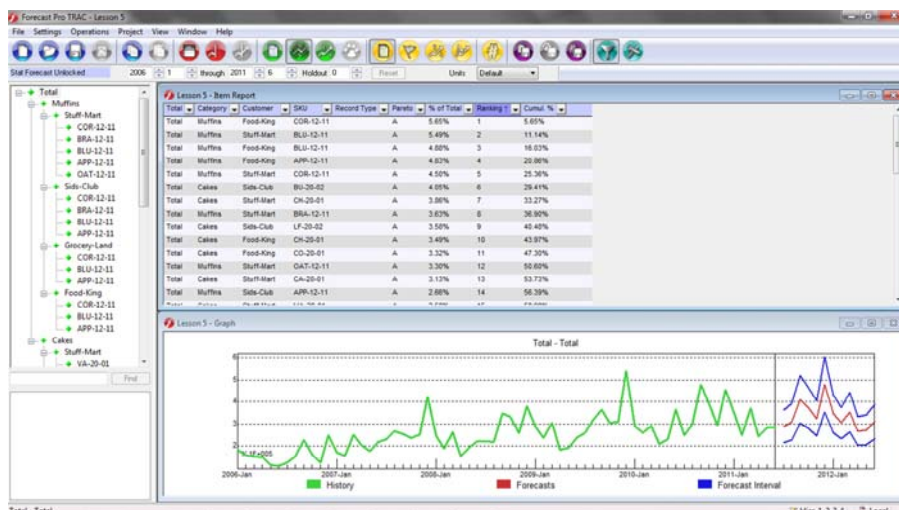 Forecast Pro TRAC - Lesson 5
File Settings Operations Project View Window Help
Stat Forecast Unlocked 2006 1 through 2011 6 Holdout 0 Reset Units Default
Total
Muffins
Stuff-Mart
COR-12-11
BRA-12-11
BLU-12-11
APP-12-11
OAT-12-11
Sids-Club
COR-12-11
BRA-12-11
BLU-12-11
APP-12-11
Grocery-Land
COR-12-11
BLU-12-11
APP-12-11
Food-King
COR-12-11
BLU-12-11
APP-12-11
Cakes
Stuff-Mart
VA-20-01
Find
Lesson 5 - Item Report
Total Category Customer SKU Record Type Pareto % of Total Ranking Cumul. %
Total Muffins Food-King COR-12-11 A 5.65% 1 5.65%
Total Muffins Stuff-Mart BLU-12-11 A 5.49% 2 11.14%
Total Muffins Food-King BLU-12-11 A 4.88% 3 16.03%
Total Muffins Food-King APP-12-11 A 4.83% 4 20.86%
Total Muffins Stuff-Mart COR-12-11 A 4.50% 5 25.36%
Total Cakes Sids-Club BU-20-02 A 4.05% 6 29.41%
Total Cakes Stuff-Mart CH-20-01 A 3.86% 7 33.27%
Total Muffins Stuff-Mart BRA-12-11 A 3.63% 8 36.90%
Total Cakes Sids-Club LF-20-02 A 3.58% 9 40.48%
Total Cakes Food-King CH-20-01 A 3.49% 10 43.97%
Total Cakes Food-King CO-20-01 A 3.32% 11 47.30%
Total Muffins Stuff-Mart OAT-12-11 A 3.30% 12 50.60%
Total Cakes Stuff-Mart CA-20-01 A 3.13% 13 53.73%
Total Muffins Sids-Club APP-12-11 A 2.66% 14 56.39%
Lesson 5 - Graph
Total - Total
6
5
4
3
2
2006-Jan 2007-Jan 2008-Jan 2009-Jan 2010-Jan 2011-Jan 2012-Jan
History Forecasts Forecast Interval